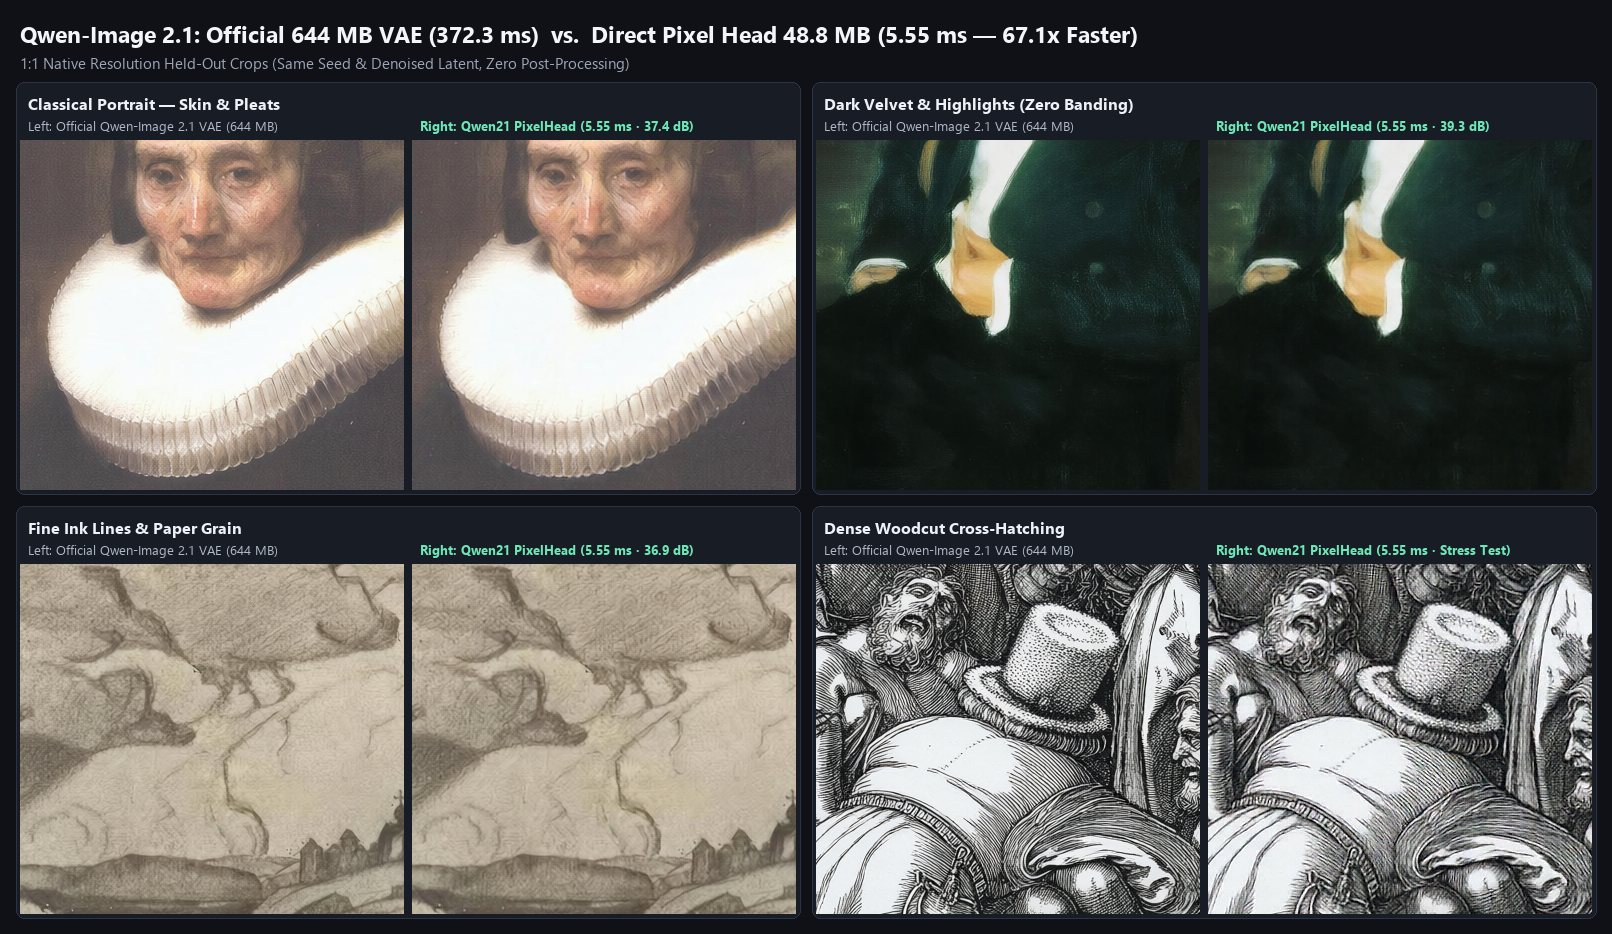 Qwen-Image 2.1: Official 644 MB VAE (372.3 ms)  vs.  Direct Pixel Head 48.8 MB (5.55 ms — 67.1x Faster)
1:1 Native Resolution Held-Out Crops (Same Seed & Denoised Latent, Zero Post-Processing)
Classical Portrait — Skin & Pleats
Left: Official Qwen-Image 2.1 VAE (644 MB)
Right: Qwen21 PixelHead (5.55 ms · 37.4 dB)
Dark Velvet & Highlights (Zero Banding)
Left: Official Qwen-Image 2.1 VAE (644 MB)
Right: Qwen21 PixelHead (5.55 ms · 39.3 dB)
Fine Ink Lines & Paper Grain
Left: Official Qwen-Image 2.1 VAE (644 MB)
Right: Qwen21 PixelHead (5.55 ms · 36.9 dB)
Dense Woodcut Cross-Hatching
Left: Official Qwen-Image 2.1 VAE (644 MB)
Right: Qwen21 PixelHead (5.55 ms · Stress Test)